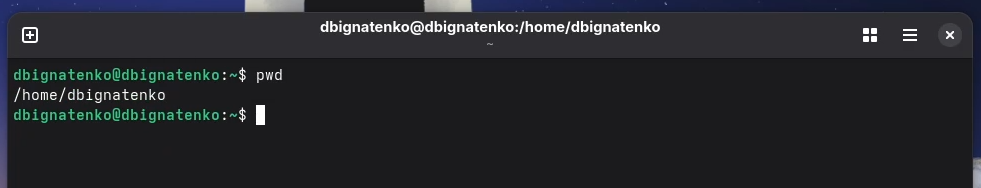 dbignatenko@dbignatenko:/home/dbignatenko
~
dbignatenko@dbignatenko:~$ pwd
/home/dbignatenko
dbignatenko@dbignatenko:~$